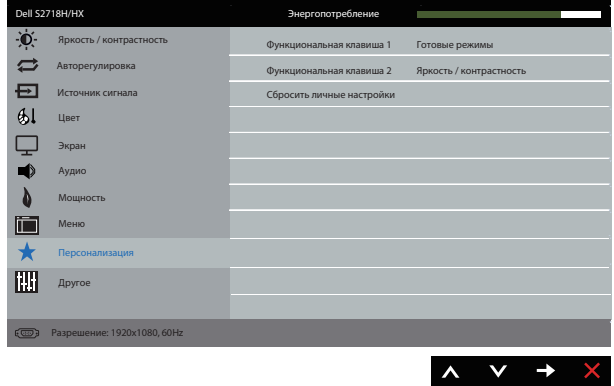 Dell S2718H/HX Энергопотребление
Яркость / контрастность
Авторегулировка
Источник сигнала
Цвет
Экран
Аудио
Мощность
Меню
Персонализация
Другое
Функциональная клавиша 1 Готовые режимы
Функциональная клавиша 2 Яркость / контрастность
Сбросить личные настройки
Разрешение: 1920x1080, 60Hz